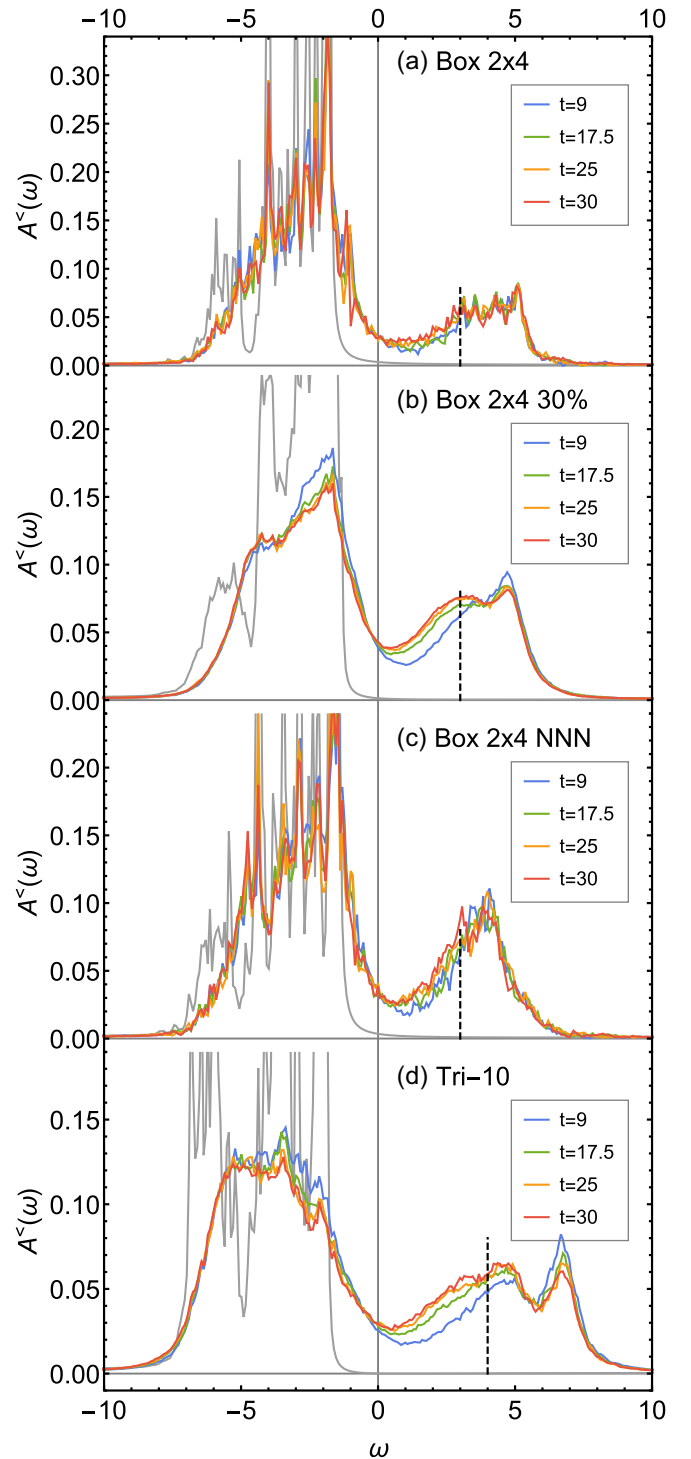 −10 −5 0 5 10
(a) Box 2x4
0.30
0.25
0.20
0.15
0.10
0.05
0.00
A<(ω)
t=9
t=17.5
t=25
t=30
(b) Box 2x4 30%
0.20
0.15
0.10
0.05
0.00
A<(ω)
t=9
t=17.5
t=25
t=30
(c) Box 2x4 NNN
0.20
0.15
0.10
0.05
0.00
A<(ω)
t=9
t=17.5
t=25
t=30
(d) Tri−10
0.15
0.10
0.05
0.00
A<(ω)
t=9
t=17.5
t=25
t=30
−10 −5 0 5 10
ω